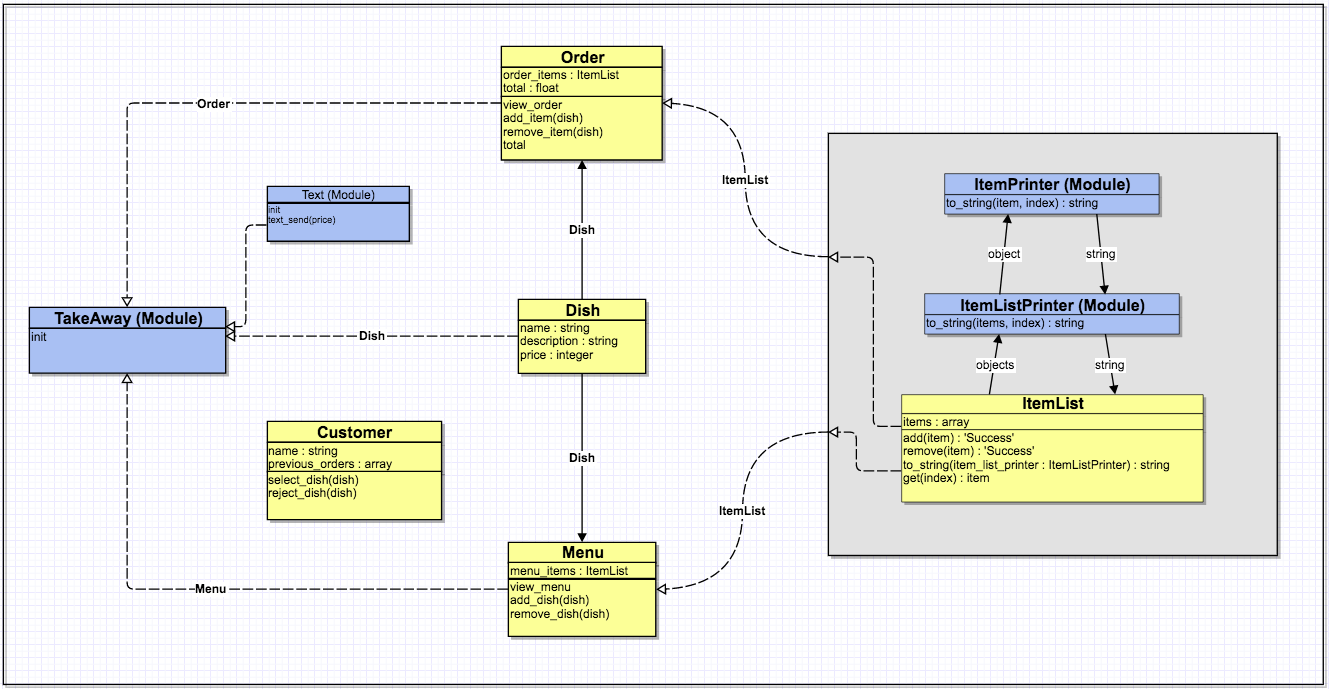 Order
order_items : ItemList
total : float
view_order
add_item(dish)
remove_item(dish)
total
Order
Text (Module)
init
text_send(price)
ItemList
ItemPrinter (Module)
to_string(item, index) : string
object
string
ItemListPrinter (Module)
to_string(items, index) : string
objects
string
ItemList
items : array
add(item) : 'Success'
remove(item) : 'Success'
to_string(item_list_printer : ItemListPrinter) : string
get(index) : item
Dish
TakeAway (Module)
init
Dish
Dish
name : string
description : string
price : integer
Customer
name : string
previous_orders : array
select_dish(dish)
reject_dish(dish)
Dish
ItemList
Menu
menu_items : ItemList
view_menu
add_dish(dish)
remove_dish(dish)
Menu